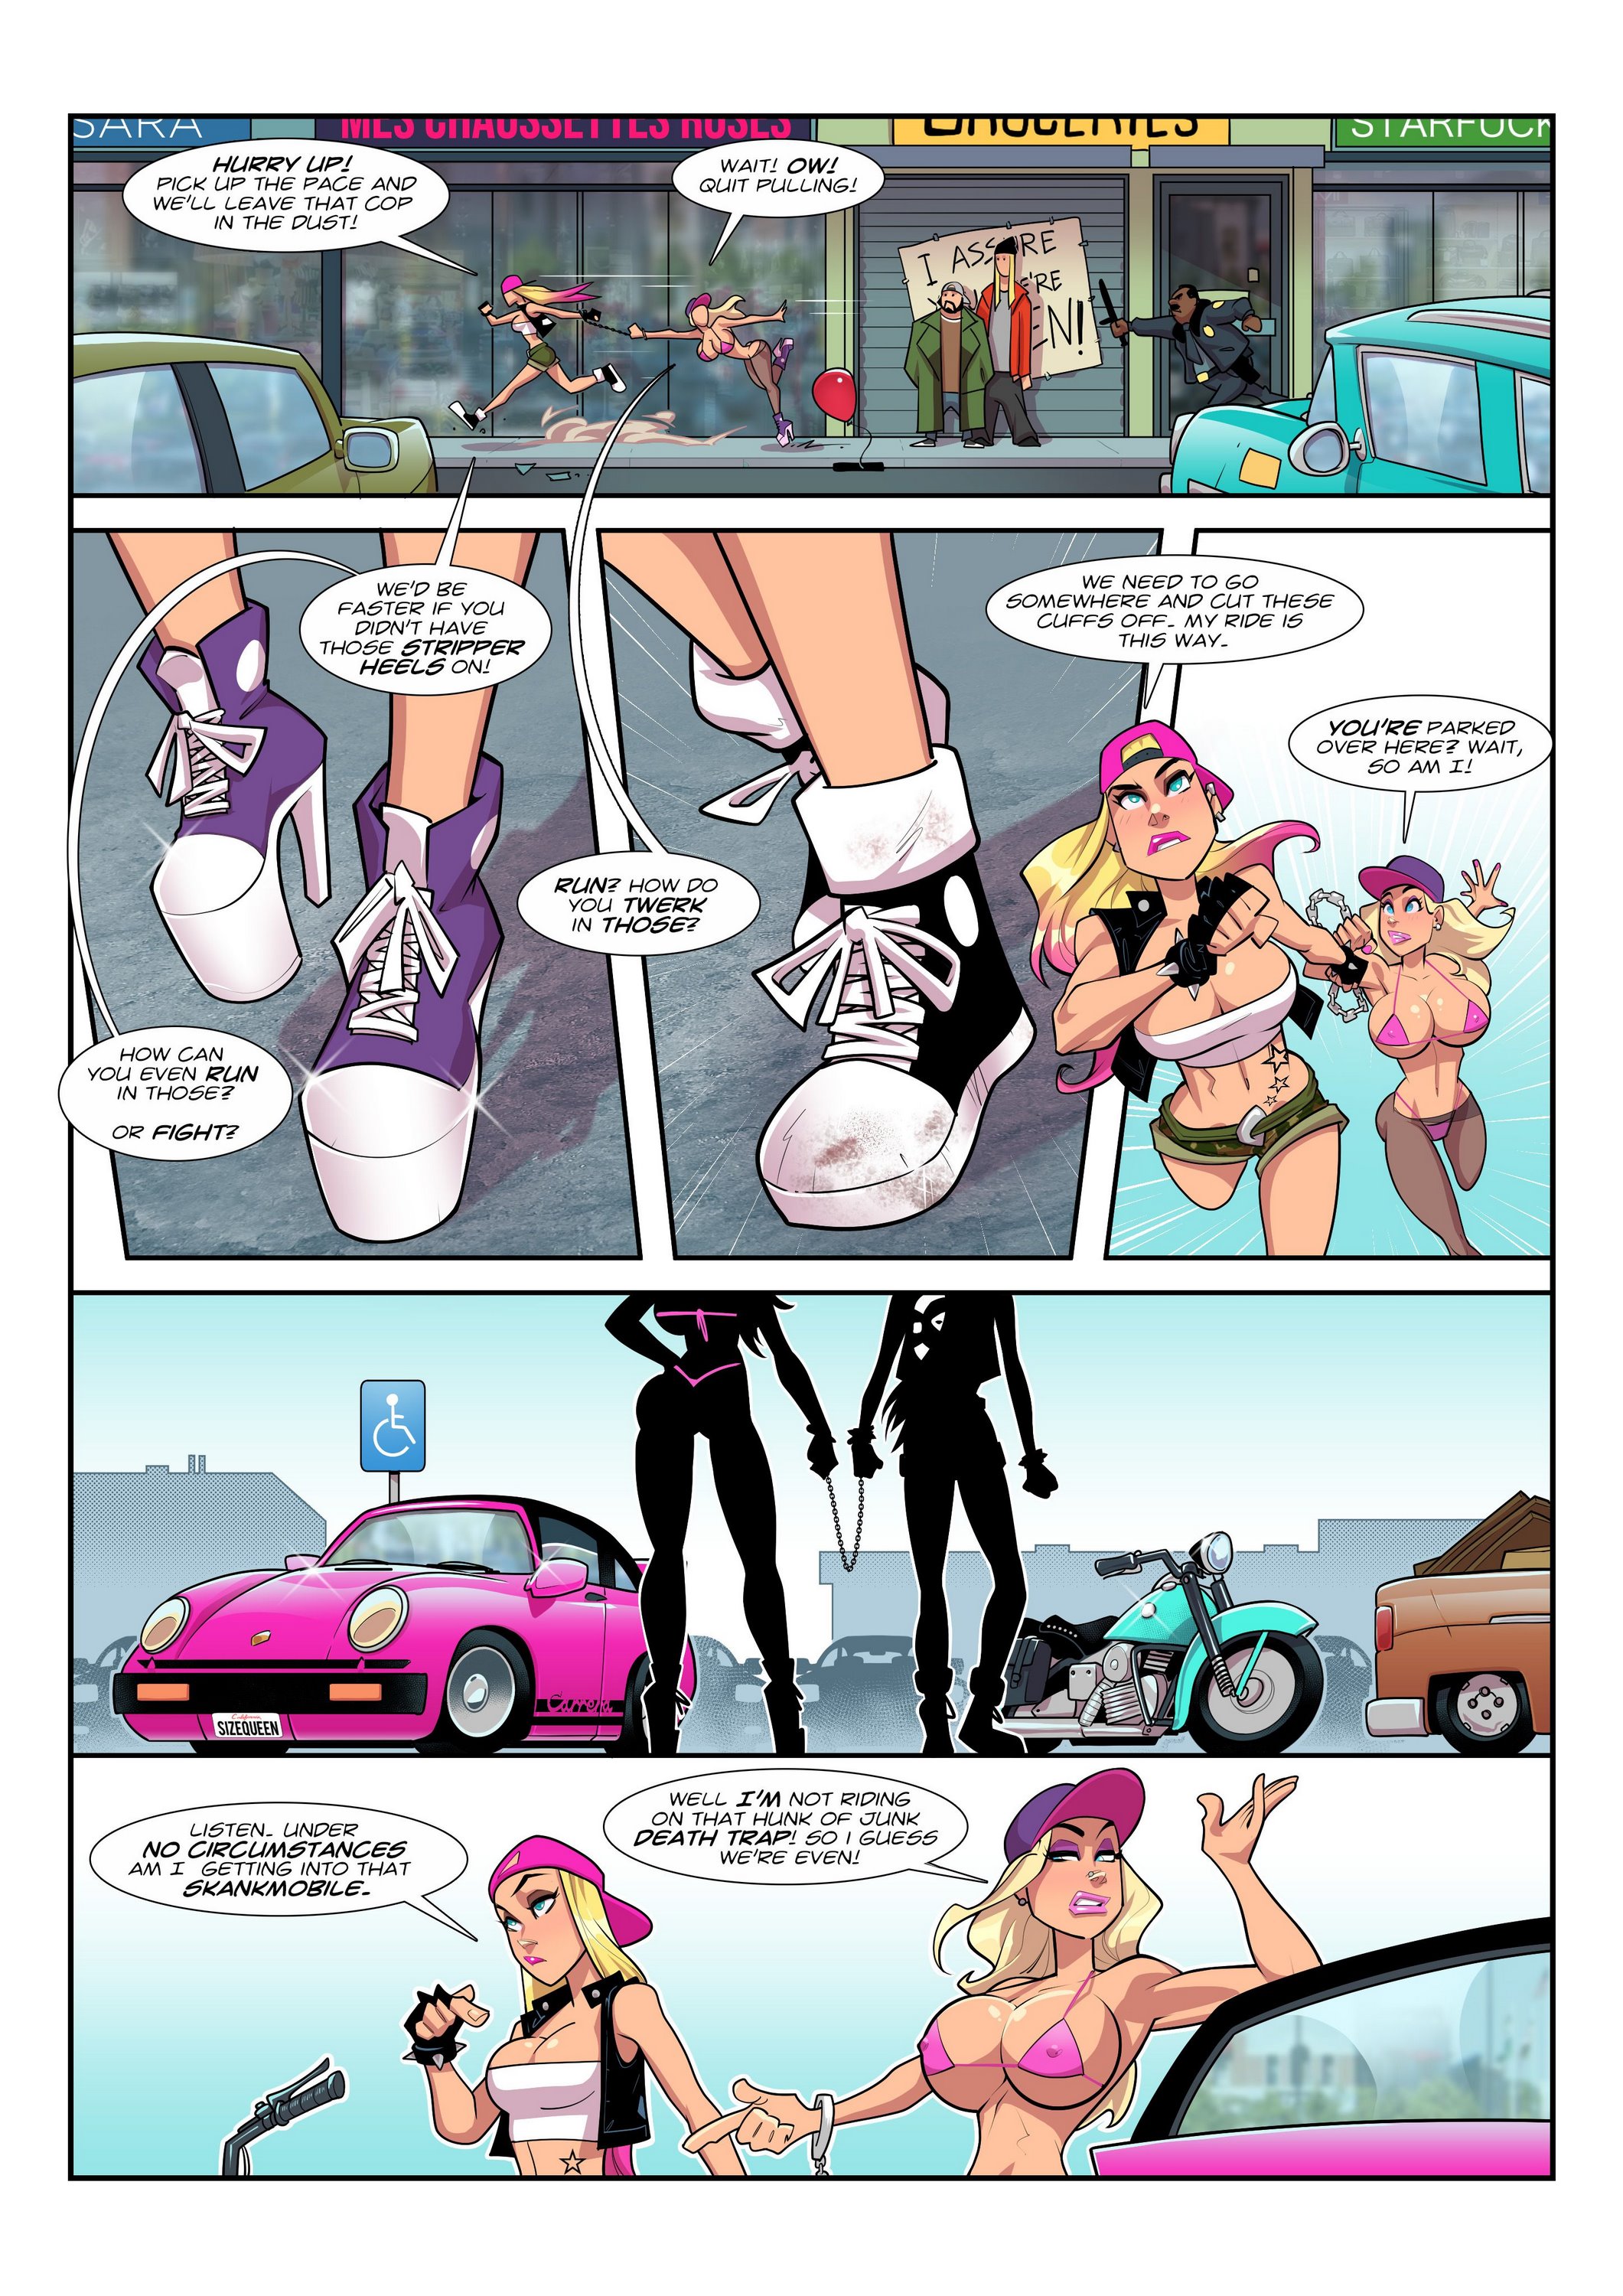 SARA
MES CHAUSSETTES ROSES
GROCERIES
STARFUCK
HURRY UP!
PICK UP THE PACE AND
WE'LL LEAVE THAT COP
IN THE DUST!
WAIT! OW!
QUIT PULLING!
I ASSURE
'RE
EN!
WE'D BE
FASTER IF YOU
DIDN'T HAVE
THOSE STRIPPER
HEELS ON!
HOW CAN
YOU EVEN RUN
IN THOSE?
OR FIGHT?
RUN? HOW DO
YOU TWERK
IN THOSE?
WE NEED TO GO
SOMEWHERE AND CUT THESE
CUFFS OFF. MY RIDE IS
THIS WAY.
YOU'RE PARKED
OVER HERE? WAIT,
SO AM I!
Carrera
California
SIZEQUEEN
LISTEN. UNDER
NO CIRCUMSTANCES
AM I GETTING INTO THAT
SKANKMOBILE.
WELL I'M NOT RIDING
ON THAT HUNK OF JUNK
DEATH TRAP! SO I GUESS
WE'RE EVEN!